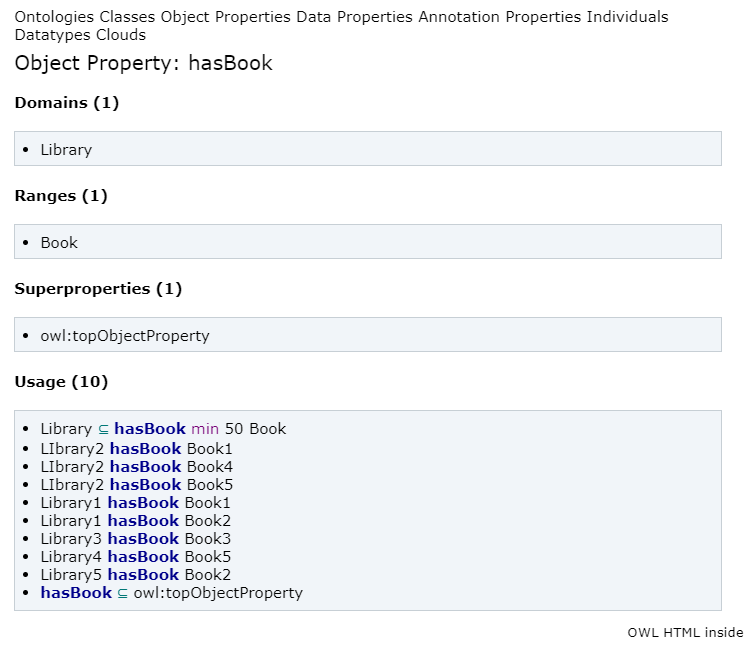 Ontologies Classes Object Properties Data Properties Annotation Properties Individuals
Datatypes Clouds
Object Property: hasBook
Domains (1)
• Library
Ranges (1)
• Book
Superproperties (1)
• owl:topObjectProperty
Usage (10)
• Library ⊆ hasBook min 50 Book
• LIbrary2 hasBook Book1
• LIbrary2 hasBook Book4
• LIbrary2 hasBook Book5
• Library1 hasBook Book1
• Library1 hasBook Book2
• Library3 hasBook Book3
• Library4 hasBook Book5
• Library5 hasBook Book2
• hasBook ⊆ owl:topObjectProperty
OWL HTML inside